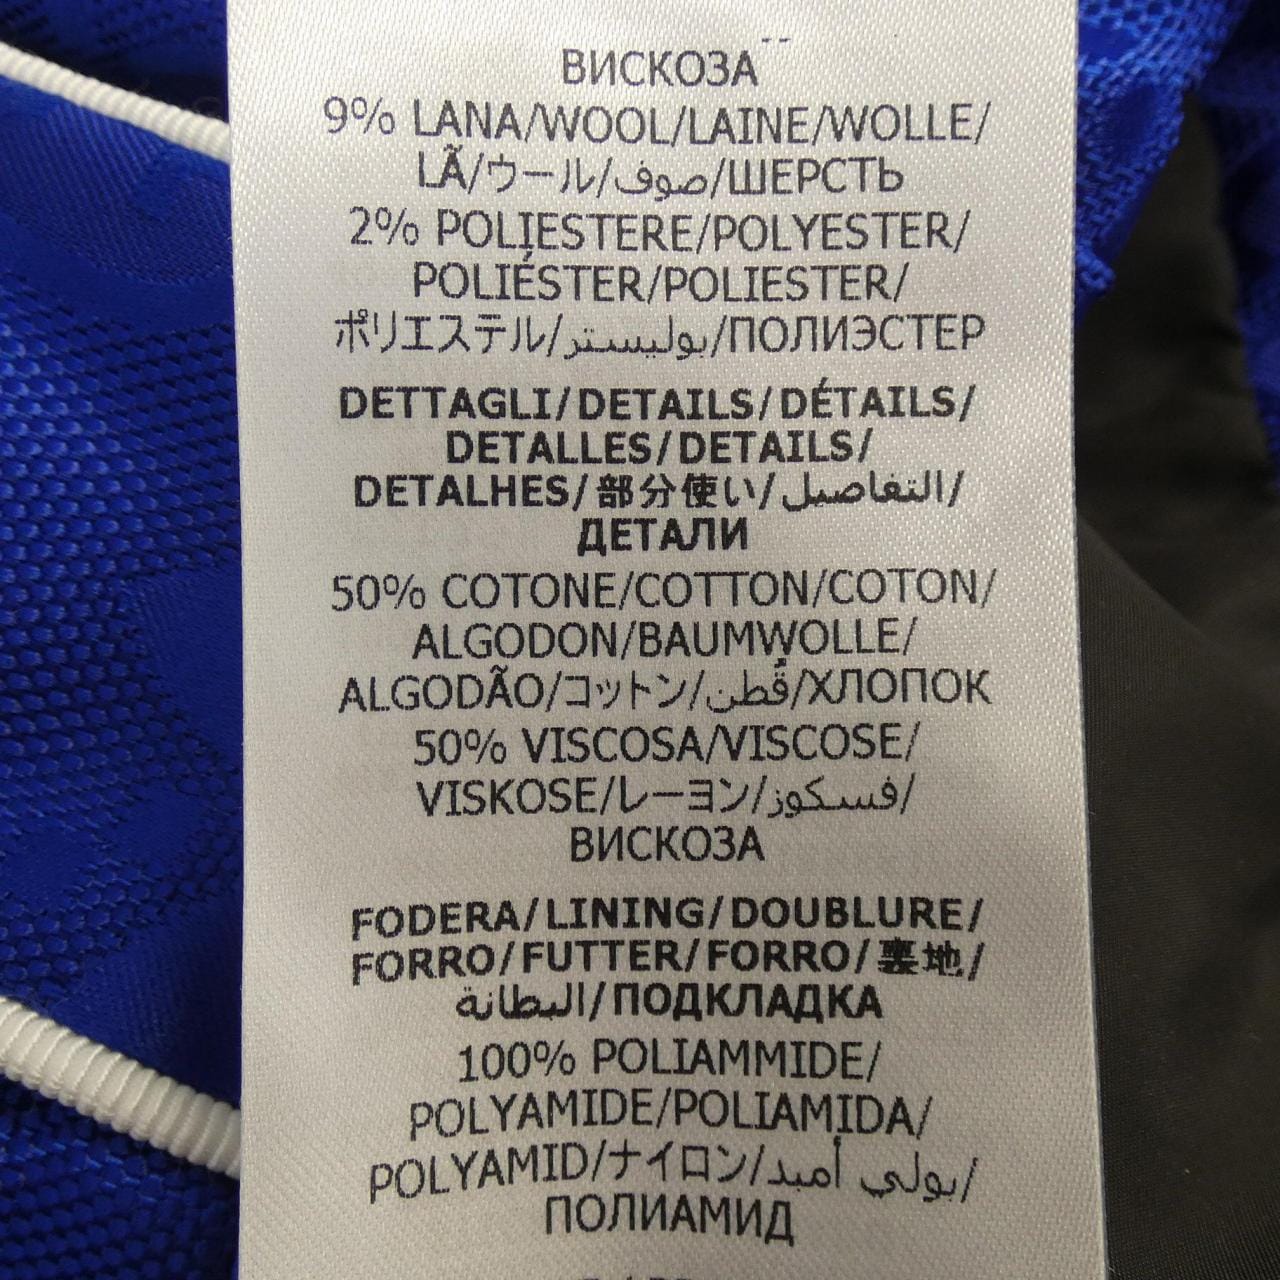 ВИСКОЗА
9% LANA/WOOL/LAINE/WOLLE/
LÃ/ウール/صوف/ШЕРСТЬ
2% POLIESTERE/POLYESTER/
POLIÉSTER/POLIESTER/
ポリエステル/بوليستر/ПОЛИЭСТЕР
DETTAGLI/DETAILS/DÉTAILS/
DETALLES/DETAILS/
DETALHES/部分使い/التفاصيل/
ДЕТАЛИ
50% COTONE/COTTON/COTON/
ALGODON/BAUMWOLLE/
ALGODÃO/コットン/قُطن/ХЛОПОК
50% VISCOSA/VISCOSE/
VISKOSE/レーヨン/فسكوز/
ВИСКОЗА
FODERA/LINING/DOUBLURE/
FORRO/FUTTER/FORRO/裏地/
البطانة/ПОДКЛАДКА
100% POLIAMMIDE/
POLYAMIDE/POLIAMIDA/
POLYAMID/ナイロン/بولي أميد/
ПОЛИАМИД